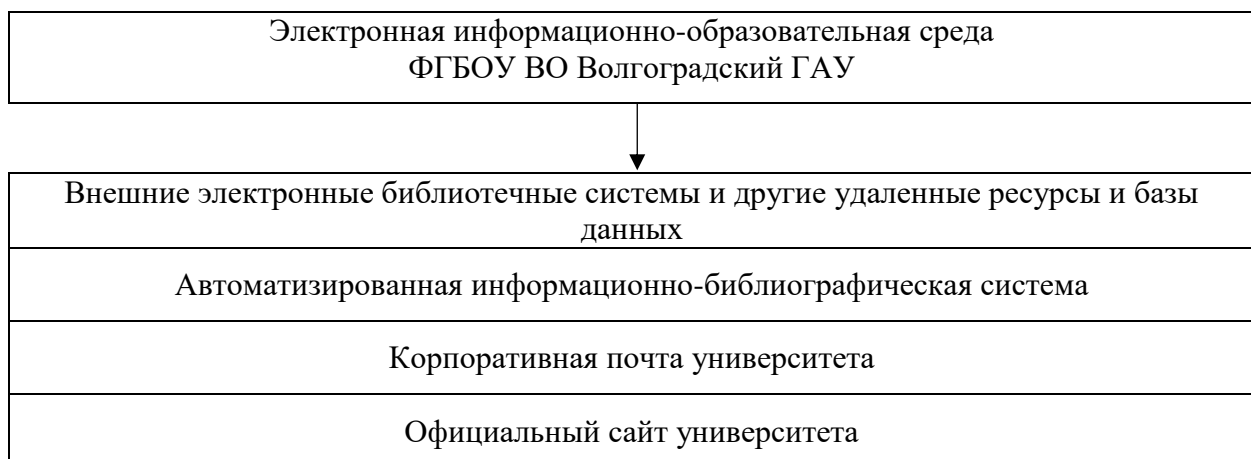 Электронная информационно-образовательная среда
ФГБОУ ВО Волгоградский ГАУ
Внешние электронные библиотечные системы и другие удаленные ресурсы и базы
данных
Автоматизированная информационно-библиографическая система
Корпоративная почта университета
Официальный сайт университета